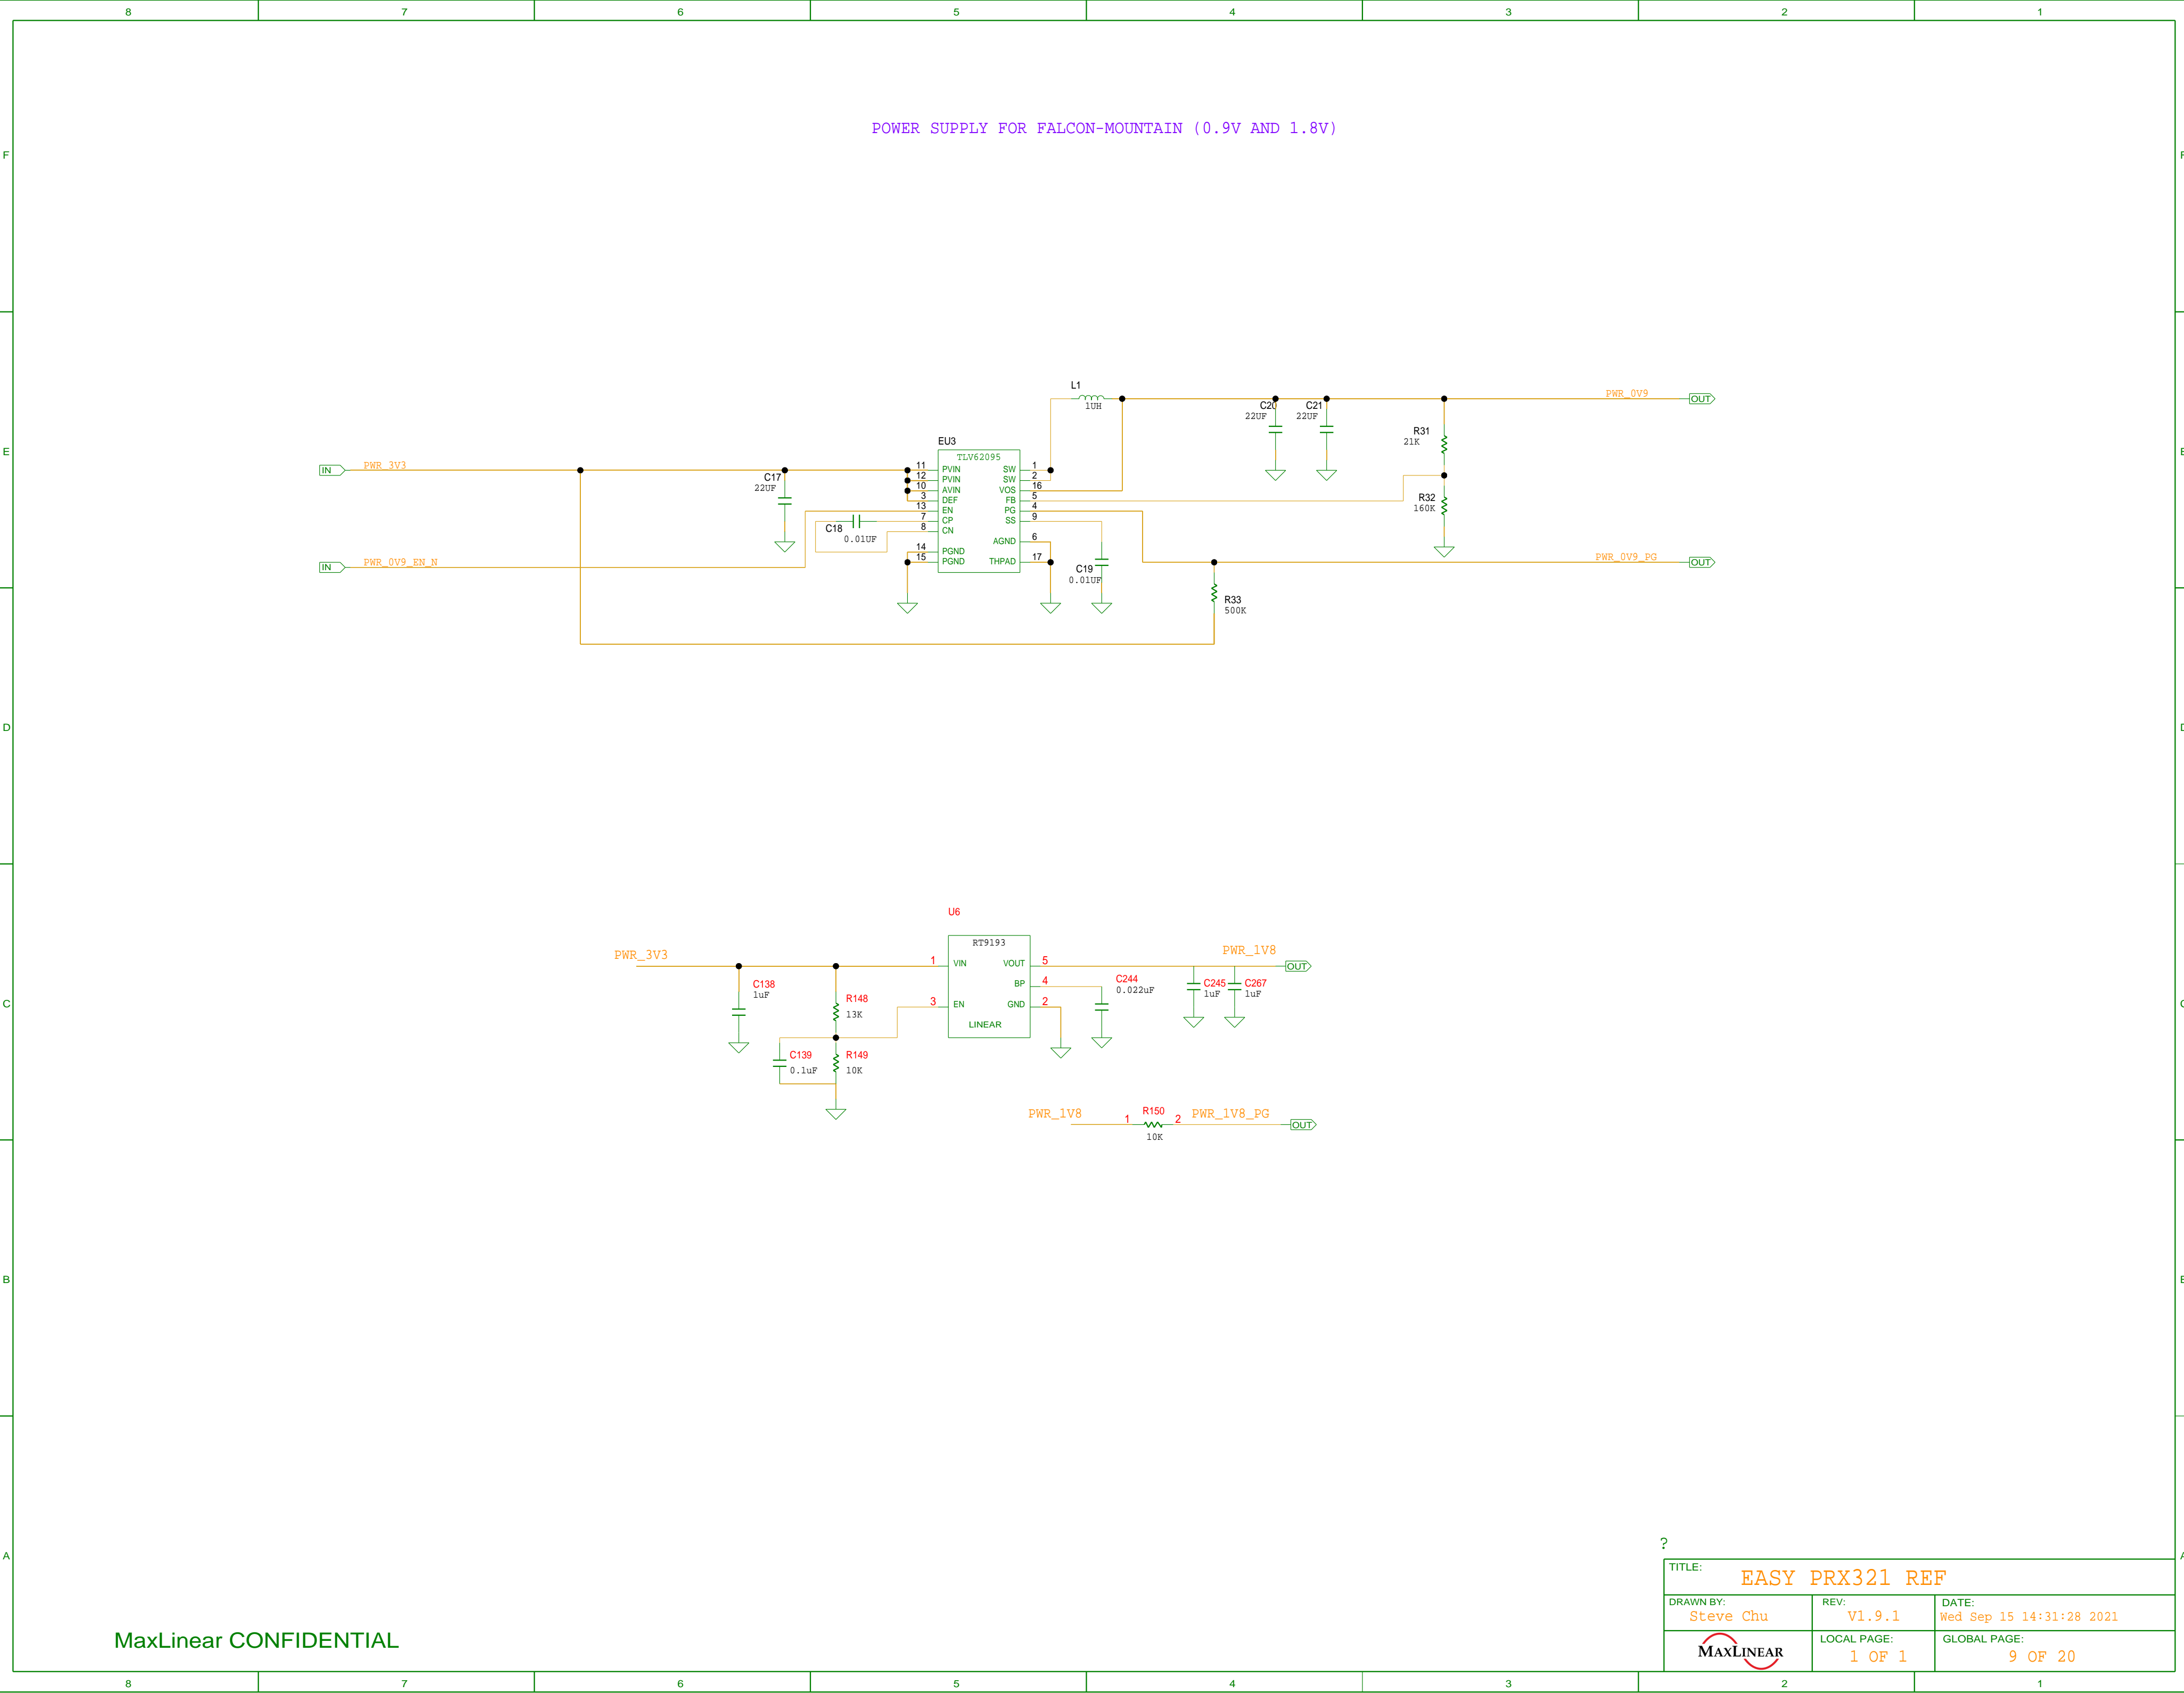 8 7 6 5 4 3 2 1
POWER SUPPLY FOR FALCON-MOUNTAIN (0.9V AND 1.8V)
F F
L1
1UH
PWR_0V9
OUT
C20
22UF
C21
22UF
R31
21K
EU3
TLV62095
E E
IN
PWR_3V3
C17
22UF
11 PVIN SW 1
12 PVIN SW 2
10 AVIN VOS 16
3 DEF FB 5
13 EN PG 4
7 CP SS 9
8 CN
AGND 6
14 PGND
15 PGND THPAD 17
C18
0.01UF
R32
160K
IN
PWR_0V9_EN_N
C19
0.01UF
PWR_0V9_PG
OUT
R33
500K
D D
U6
RT9193
PWR_3V3
1 VIN VOUT 5
BP 4
3 EN GND 2
LINEAR
PWR_1V8
OUT
C138
1uF
R148
13K
C244
0.022uF
C245
1uF
C267
1uF
C C
C139
0.1uF
R149
10K
PWR_1V8
1 R150 2
10K
PWR_1V8_PG
OUT
B B
?
A A
TITLE:
EASY PRX321 REF
DRAWN BY:
Steve Chu
REV:
V1.9.1
DATE:
Wed Sep 15 14:31:28 2021
MAXLINEAR
LOCAL PAGE:
1 OF 1
GLOBAL PAGE:
9 OF 20
MaxLinear CONFIDENTIAL
8 7 6 5 4 3 2 1